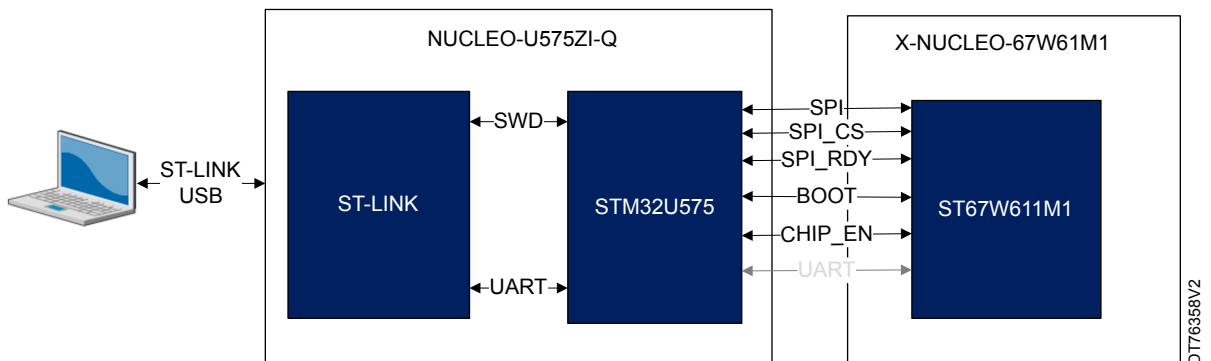 NUCLEO-U575ZI-Q
X-NUCLEO-67W61M1
ST-LINK
USB
ST-LINK
SWD
UART
STM32U575
SPI
SPI_CS
SPI_RDY
BOOT
CHIP_EN
UART
ST67W611M1
DT76358V2